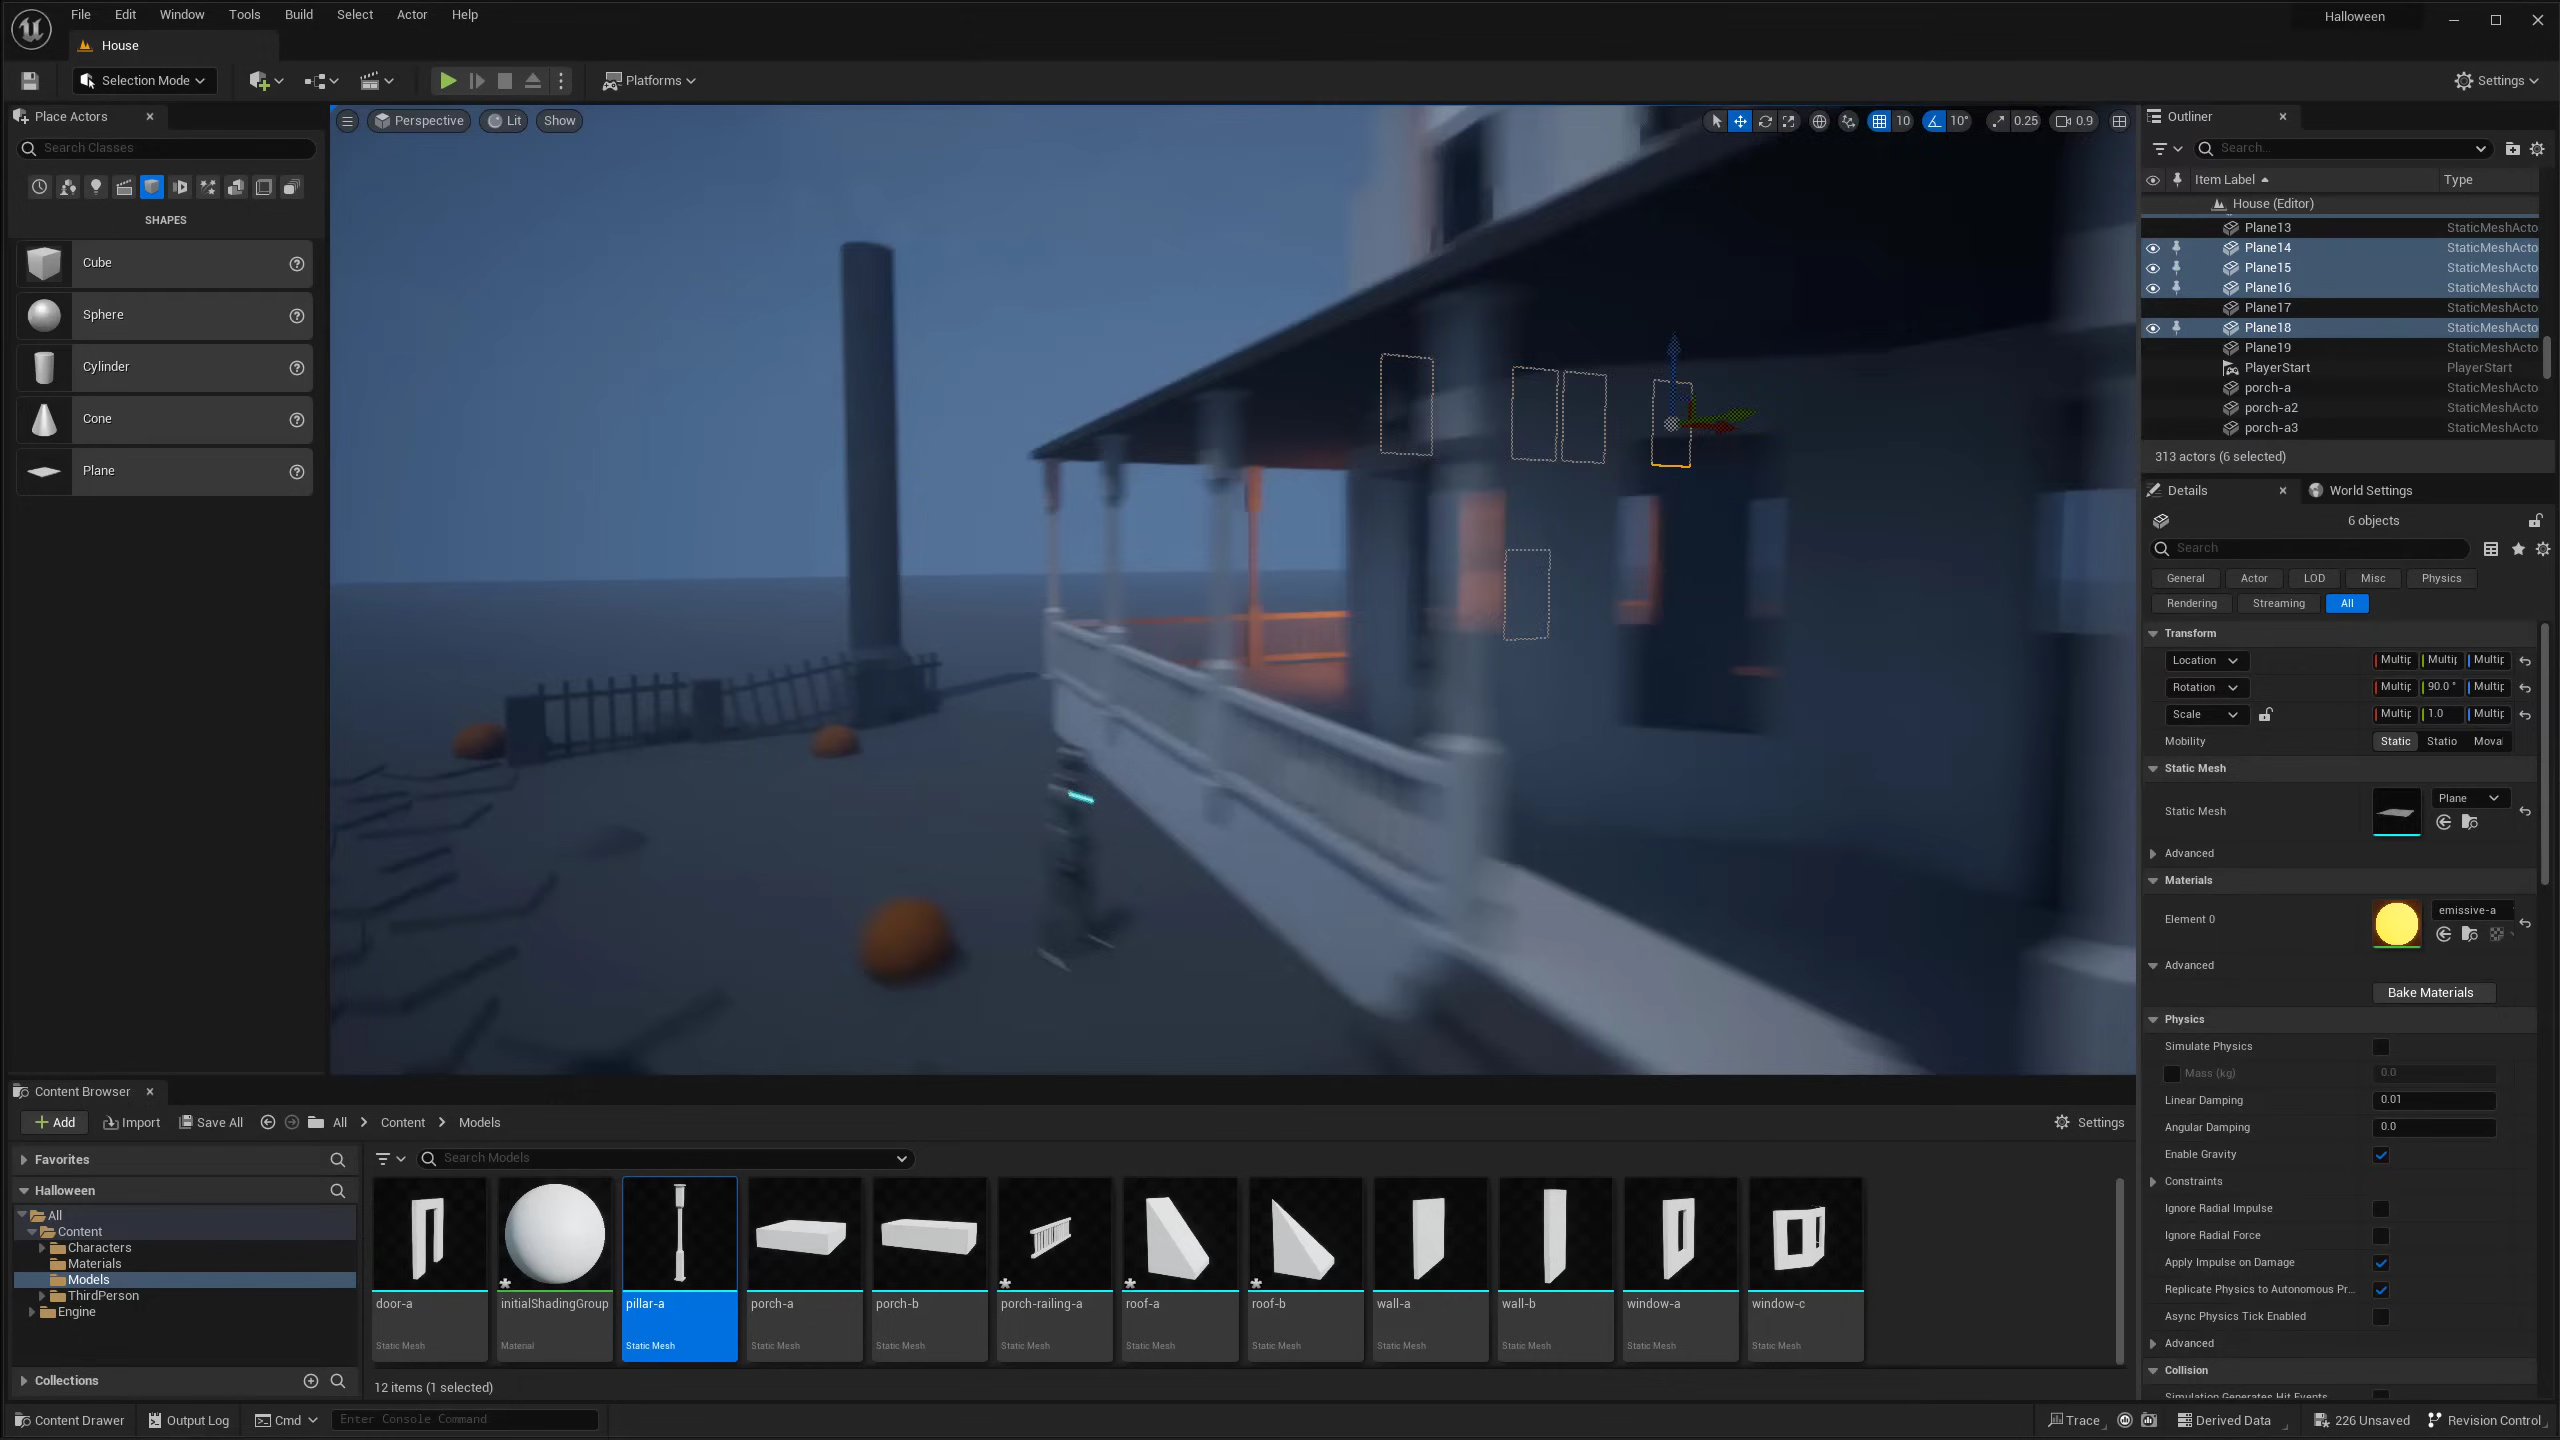 File Edit Window Tools Build Select Actor Help
Halloween
House
Selection Mode
Platforms
Settings
Place Actors
Search Classes
SHAPES
Cube
Sphere
Cylinder
Cone
Plane
Perspective Lit Show
10 10° 0.25 0.9
Outliner
Search...
Item Label Type
House (Editor)
Plane13 StaticMeshActo
Plane14 StaticMeshActo
Plane15 StaticMeshActo
Plane16 StaticMeshActo
Plane17 StaticMeshActo
Plane18 StaticMeshActo
Plane19 StaticMeshActo
PlayerStart PlayerStart
porch-a StaticMeshActo
porch-a2 StaticMeshActo
porch-a3 StaticMeshActo
313 actors (6 selected)
Details World Settings
6 objects
Search
General Actor LOD Misc Physics
Rendering Streaming All
Transform
Location Multip Multip Multip
Rotation Multip 90.0 ° Multip
Scale Multip 1.0 Multip
Mobility Static Statio Moval
Static Mesh
Static Mesh Plane
Advanced
Materials
Element 0 emissive-a
Advanced
Bake Materials
Physics
Simulate Physics
Mass (kg) 0.0
Linear Damping 0.01
Angular Damping 0.0
Enable Gravity
Constraints
Ignore Radial Impulse
Ignore Radial Force
Apply Impulse on Damage
Replicate Physics to Autonomous Pr...
Async Physics Tick Enabled
Advanced
Collision
Simulation Generates Hit Events
Content Browser
Add Import Save All All Content Models Settings
Favorites
Search Models
Halloween
All
Content
Characters
Materials
Models
ThirdPerson
Engine
Collections
door-a initialShadingGroup pillar-a porch-a porch-b porch-railing-a roof-a roof-b wall-a wall-b window-a window-c
Static Mesh Material Static Mesh Static Mesh Static Mesh Static Mesh Static Mesh Static Mesh Static Mesh Static Mesh Static Mesh Static Mesh
12 items (1 selected)
Content Drawer Output Log Cmd Enter Console Command
Trace Derived Data 226 Unsaved Revision Control